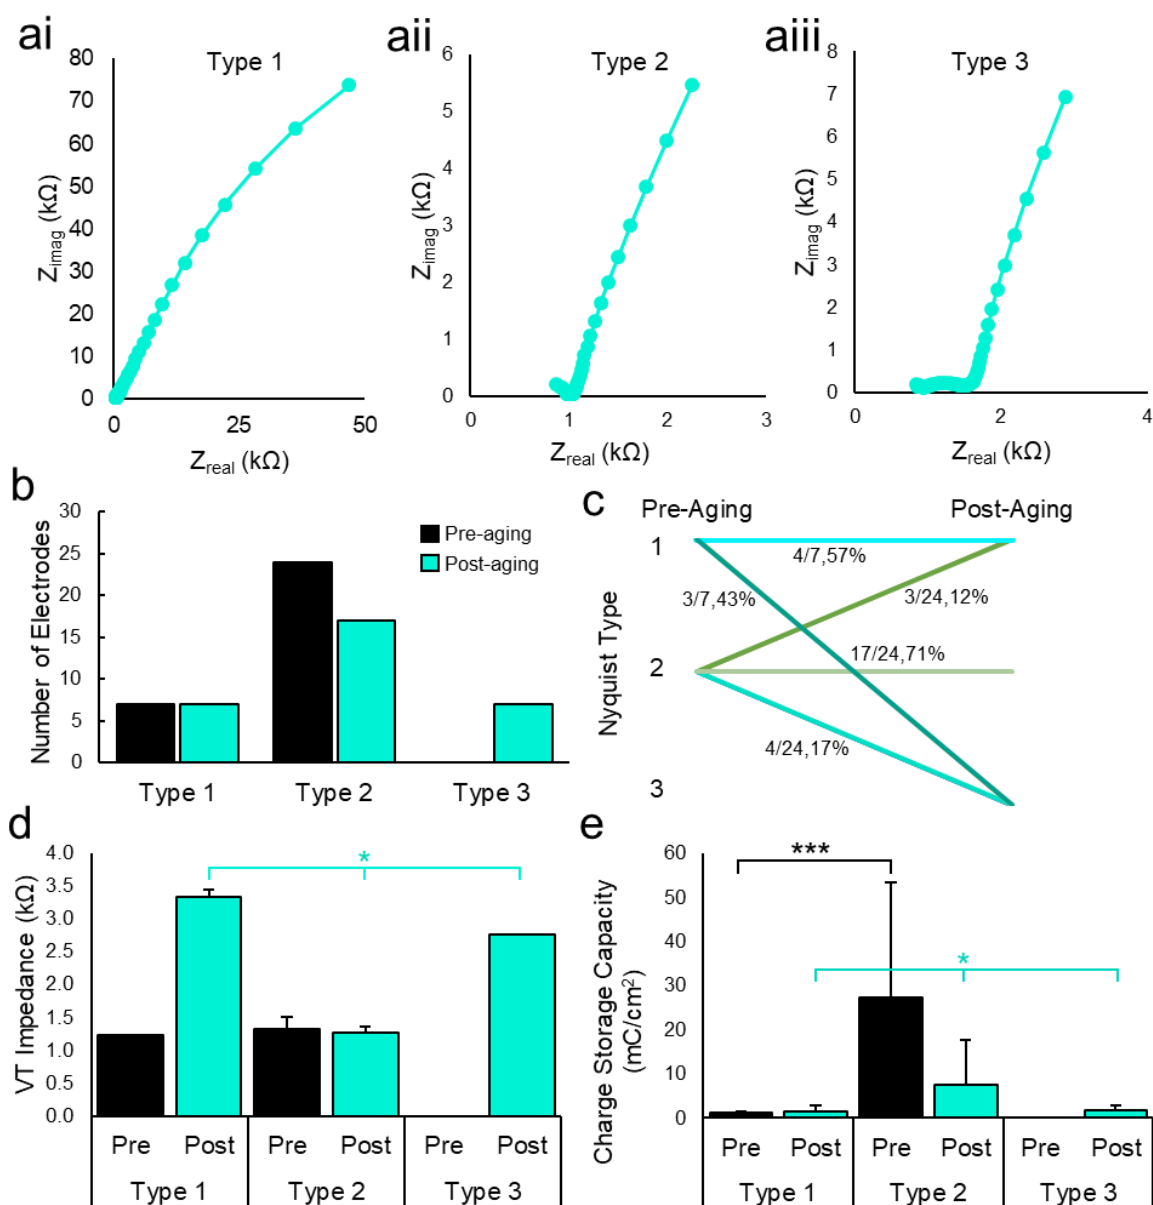 ai
Type 1
Z_imag (kΩ)
80
70
60
50
40
30
20
10
0
0 25 50
Z_real (kΩ)
aii
Type 2
Z_imag (kΩ)
6
5
4
3
2
1
0
0 1 2 3
Z_real (kΩ)
aiii
Type 3
Z_imag (kΩ)
8
7
6
5
4
3
2
1
0
0 2 4
Z_real (kΩ)
b
Number of Electrodes
30
25
20
15
10
5
0
Pre-aging
Post-aging
Type 1 Type 2 Type 3
c
Pre-Aging Post-Aging
Nyquist Type
1
2
3
4/7,57%
3/7,43%
3/24,12%
17/24,71%
4/24,17%
d
VT Impedance (kΩ)
4.0
3.5
3.0
2.5
2.0
1.5
1.0
0.5
0.0
*
Pre Post Pre Post Pre Post
Type 1 Type 2 Type 3
e
Charge Storage Capacity
(mC/cm²)
60
50
40
30
20
10
0
***
*
Pre Post Pre Post Pre Post
Type 1 Type 2 Type 3